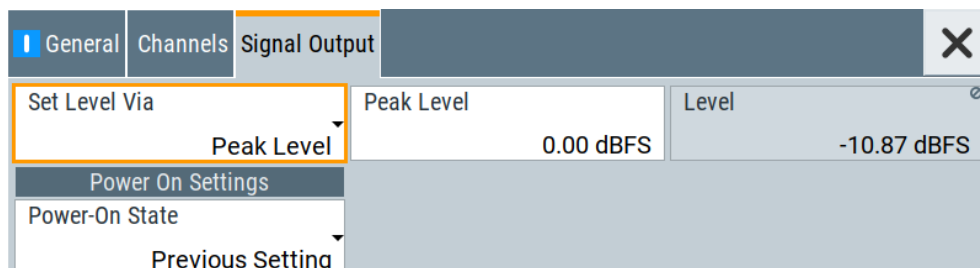 General Channels Signal Output
Set Level Via Peak Level Level
Peak Level 0.00 dBFS -10.87 dBFS
Power On Settings
Power-On State
Previous Setting